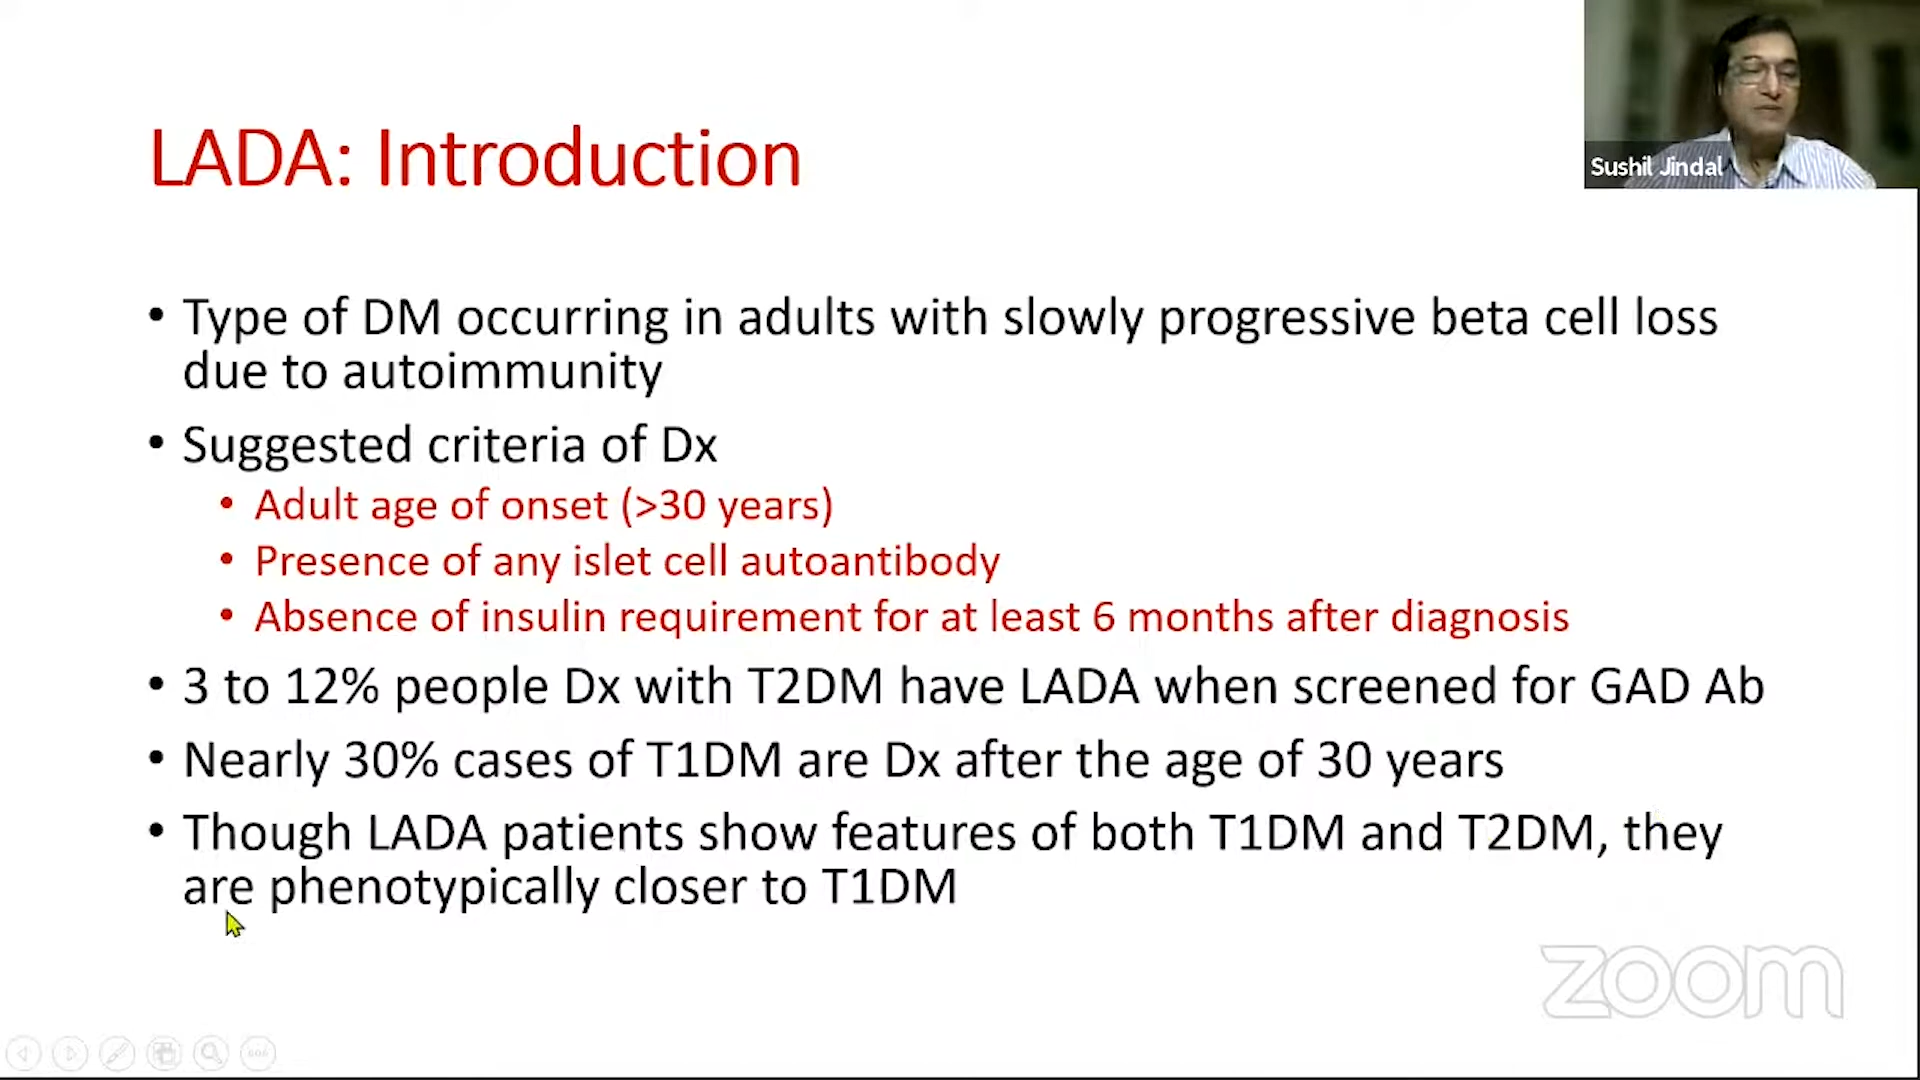 LADA: Introduction
Sushil Jindal
• Type of DM occurring in adults with slowly progressive beta cell loss
due to autoimmunity
• Suggested criteria of Dx
• Adult age of onset (>30 years)
• Presence of any islet cell autoantibody
• Absence of insulin requirement for at least 6 months after diagnosis
• 3 to 12% people Dx with T2DM have LADA when screened for GAD Ab
• Nearly 30% cases of T1DM are Dx after the age of 30 years
• Though LADA patients show features of both T1DM and T2DM, they
are phenotypically closer to T1DM
zoom